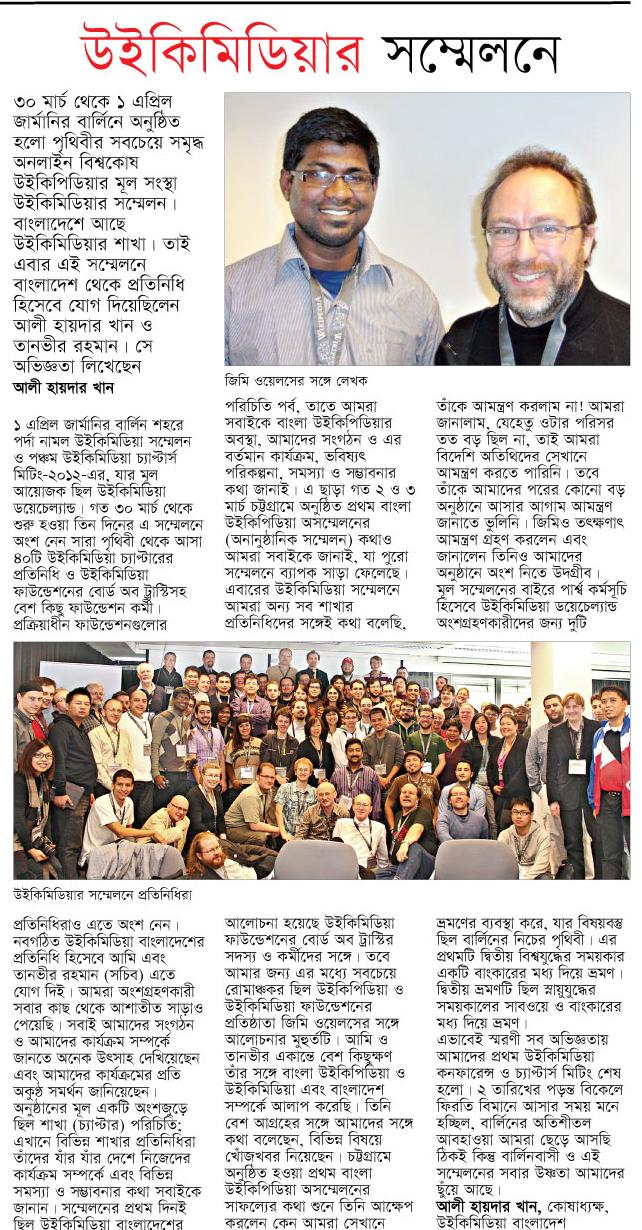 উইকিমিডিয়ার সম্মেলনে
৩০ মার্চ থেকে ১ এপ্রিল
জার্মানির বার্লিনে অনুষ্ঠিত
হলো পৃথিবীর সবচেয়ে সমৃদ্ধ
অনলাইন বিশ্বকোষ
উইকিপিডিয়ার মূল সংস্থা
উইকিমিডিয়ার সম্মেলন।
বাংলাদেশে আছে
উইকিমিডিয়ার শাখা। তাই
এবার এই সম্মেলনে
বাংলাদেশ থেকে প্রতিনিধি
হিসেবে যোগ দিয়েছিলেন
আলী হায়দার খান ও
তানভীর রহমান। সে
অভিজ্ঞতা লিখেছেন
আলী হায়দার খান
WIKIPEDIA
জিমি ওয়েলসের সঙ্গে লেখক
১ এপ্রিল জার্মানির বার্লিন শহরে
পর্দা নামল উইকিমিডিয়া সম্মেলন
ও পঞ্চম উইকিমিডিয়া চ্যাপ্টার্স
মিটিং-২০১২-এর, যার মূল
আয়োজক ছিল উইকিমিডিয়া
ডয়েচেল্যান্ড। গত ৩০ মার্চ থেকে
শুরু হওয়া তিন দিনের এ সম্মেলনে
অংশ নেন সারা পৃথিবী থেকে আসা
৪০টি উইকিমিডিয়া চ্যাপ্টারের
প্রতিনিধি ও উইকিমিডিয়া
ফাউন্ডেশনের বোর্ড অব ট্রাস্টিসহ
বেশ কিছু ফাউন্ডেশন কর্মী।
প্রক্রিয়াধীন ফাউন্ডেশনগুলোর
প্রতিনিধিরাও এতে অংশ নেন।
নবগঠিত উইকিমিডিয়া বাংলাদেশের
প্রতিনিধি হিসেবে আমি এবং
তানভীর রহমান (সচিব) এতে
যোগ দিই। আমরা অংশগ্রহণকারী
সবার কাছ থেকে আশাতীত সাড়াও
পেয়েছি। সবাই আমাদের সংগঠন
ও আমাদের কার্যক্রম সম্পর্কে
জানতে অনেক উৎসাহ দেখিয়েছেন
এবং আমাদের কার্যক্রমের প্রতি
অকুণ্ঠ সমর্থন জানিয়েছেন।
অনুষ্ঠানের মূল একটি অংশজুড়ে
ছিল শাখা (চ্যাপ্টার) পরিচিতি;
এখানে বিভিন্ন শাখার প্রতিনিধিরা
তাঁদের যাঁর যাঁর দেশে নিজেদের
কার্যক্রম সম্পর্কে এবং বিভিন্ন
সমস্যা ও সম্ভাবনার কথা সবাইকে
জানান। সম্মেলনের প্রথম দিনই
ছিল উইকিমিডিয়া বাংলাদেশের
পরিচিতি পর্ব, তাতে আমরা
সবাইকে বাংলা উইকিপিডিয়ার
অবস্থা, আমাদের সংগঠন ও এর
বর্তমান কার্যক্রম, ভবিষ্যৎ
পরিকল্পনা, সমস্যা ও সম্ভাবনার
কথা জানাই। এ ছাড়া গত ২ ও ৩
মার্চ চট্টগ্রামে অনুষ্ঠিত প্রথম বাংলা
উইকিপিডিয়া অসম্মেলনের
(অনানুষ্ঠানিক সম্মেলন) কথাও
আমরা সবাইকে জানাই, যা পুরো
সম্মেলনে ব্যাপক সাড়া ফেলেছে।
এবারের উইকিমিডিয়া সম্মেলনে
আমরা অন্য সব শাখার
প্রতিনিধিদের সঙ্গেই কথা বলেছি,
আলোচনা হয়েছে উইকিমিডিয়া
ফাউন্ডেশনের বোর্ড অব ট্রাস্টির
সদস্য ও কর্মীদের সঙ্গে। তবে
আমার জন্য এর মধ্যে সবচেয়ে
রোমাঞ্চকর ছিল উইকিপিডিয়া ও
উইকিমিডিয়া ফাউন্ডেশনের
প্রতিষ্ঠাতা জিমি ওয়েলসের সঙ্গে
আলোচনার মুহূর্তটি। আমি ও
তানভীর একান্তে বেশ কিছুক্ষণ
তাঁর সঙ্গে বাংলা উইকিপিডিয়া ও
উইকিমিডিয়া এবং বাংলাদেশ
সম্পর্কে আলাপ করেছি। তিনি
বেশ আগ্রহের সঙ্গে আমাদের সঙ্গে
কথা বলেছেন, বিভিন্ন বিষয়ে
খোঁজখবর নিয়েছেন। চট্টগ্রামে
অনুষ্ঠিত হওয়া প্রথম বাংলা
উইকিপিডিয়া অসম্মেলনের
সাফল্যের কথা শুনে তিনি আক্ষেপ
করলেন কেন আমরা সেখানে
তাঁকে আমন্ত্রণ করলাম না! আমরা
জানালাম, যেহেতু ওটার পরিসর
তত বড় ছিল না, তাই আমরা
বিদেশি অতিথিদের সেখানে
আমন্ত্রণ করতে পারিনি। তবে
তাঁকে আমাদের পরের কোনো বড়
অনুষ্ঠানে আসার আগাম আমন্ত্রণ
জানাতে ভুলিনি। জিমিও তৎক্ষণাৎ
আমন্ত্রণ গ্রহণ করলেন এবং
জানালেন তিনিও আমাদের
অনুষ্ঠানে অংশ নিতে উদগ্রীব।
মূল সম্মেলনের বাইরে পার্শ্ব কর্মসূচি
হিসেবে উইকিমিডিয়া ডয়েচেল্যান্ড
অংশগ্রহণকারীদের জন্য দুটি
ভ্রমণের ব্যবস্থা করে, যার বিষয়বস্তু
ছিল বার্লিনের নিচের পৃথিবী। এর
প্রথমটি দ্বিতীয় বিশ্বযুদ্ধের সময়কার
একটি বাংকারের মধ্য দিয়ে ভ্রমণ।
দ্বিতীয় ভ্রমণটি ছিল স্নায়ুযুদ্ধের
সময়কালের সাবওয়ে ও বাংকারের
মধ্য দিয়ে ভ্রমণ।
এভাবেই স্মরণী সব অভিজ্ঞতায়
আমাদের প্রথম উইকিমিডিয়া
কনফারেন্স ও চ্যাপ্টার্স মিটিং শেষ
হলো। ২ তারিখের পড়ন্ত বিকেলে
ফিরতি বিমানে আসার সময় মনে
হচ্ছিল, বার্লিনের অতিশীতল
আবহাওয়া আমরা ছেড়ে আসছি
ঠিকই কিন্তু বার্লিনবাসী ও এই
সম্মেলনের সবার উষ্ণতা আমাদের
ছুঁয়ে আছে।
আলী হায়দার খান, কোষাধ্যক্ষ,
উইকিমিডিয়া বাংলাদেশ
উইকিমিডিয়ার সম্মেলনে প্রতিনিধিরা